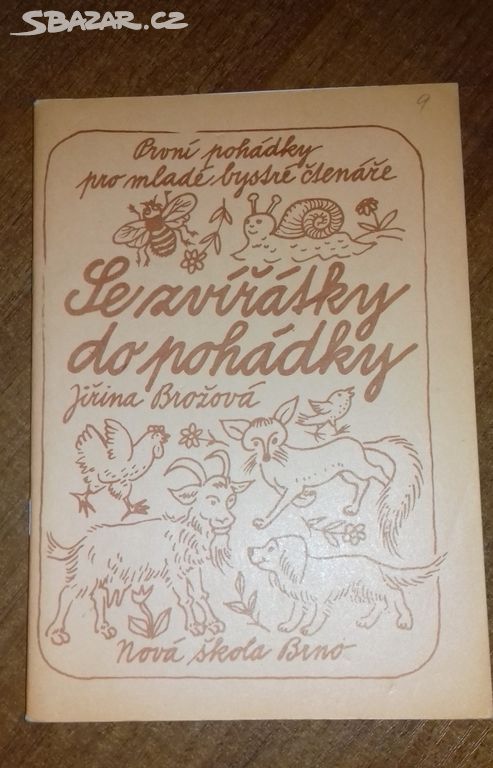 SBAZAR.CZ
9
První pohádky
pro mladé bystré čtenáře
Se zvířátky
do pohádky
Jiřina Brožová
Nová škola Brno